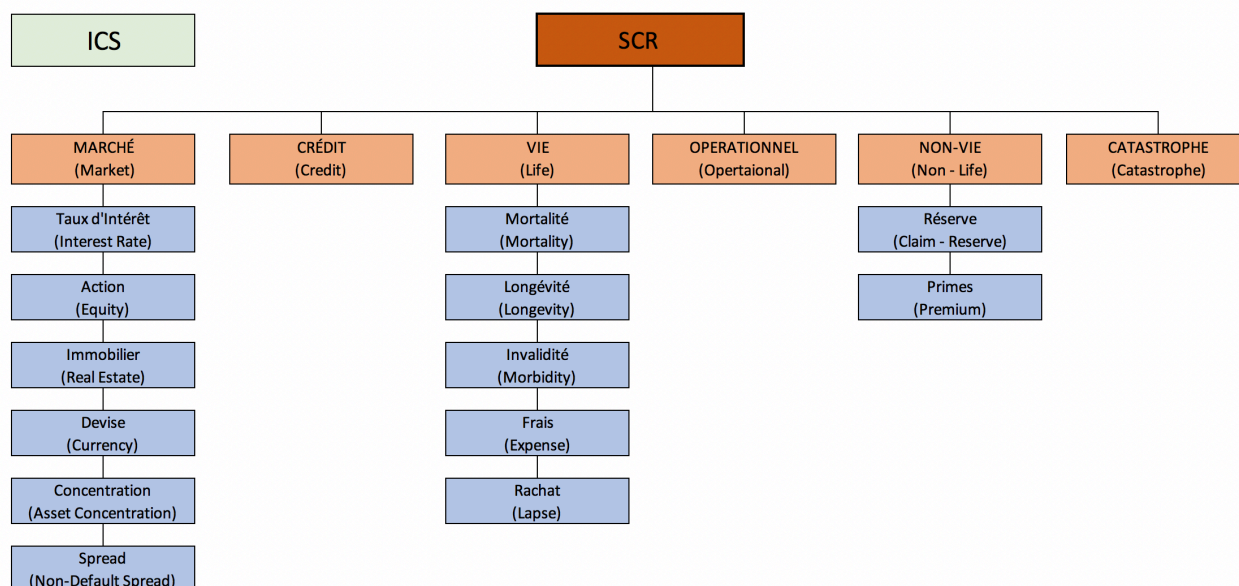 ICS
SCR
MARCHÉ
(Market)
CRÉDIT
(Credit)
VIE
(Life)
OPERATIONNEL
(Opertaional)
NON-VIE
(Non - Life)
CATASTROPHE
(Catastrophe)
Taux d'Intérêt
(Interest Rate)
Action
(Equity)
Immobilier
(Real Estate)
Devise
(Currency)
Concentration
(Asset Concentration)
Spread
(Non-Default Spread)
Mortalité
(Mortality)
Longévité
(Longevity)
Invalidité
(Morbidity)
Frais
(Expense)
Rachat
(Lapse)
Réserve
(Claim - Reserve)
Primes
(Premium)